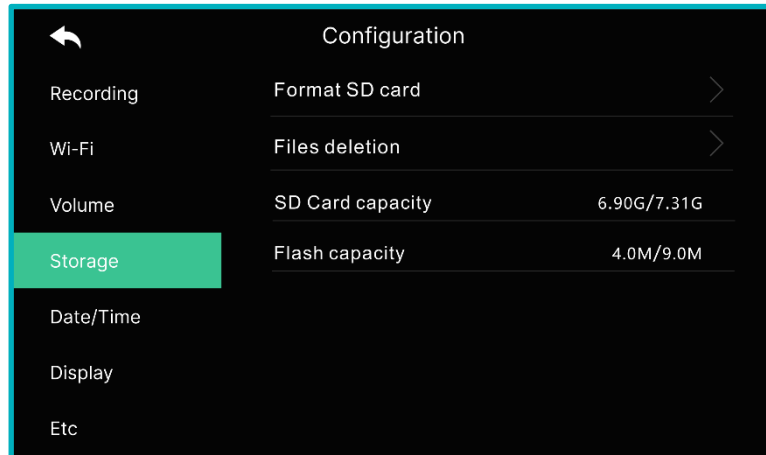 Configuration
Recording
Format SD card
Wi-Fi
Files deletion
Volume
SD Card capacity 6.90G/7.31G
Storage
Flash capacity 4.0M/9.0M
Date/Time
Display
Etc